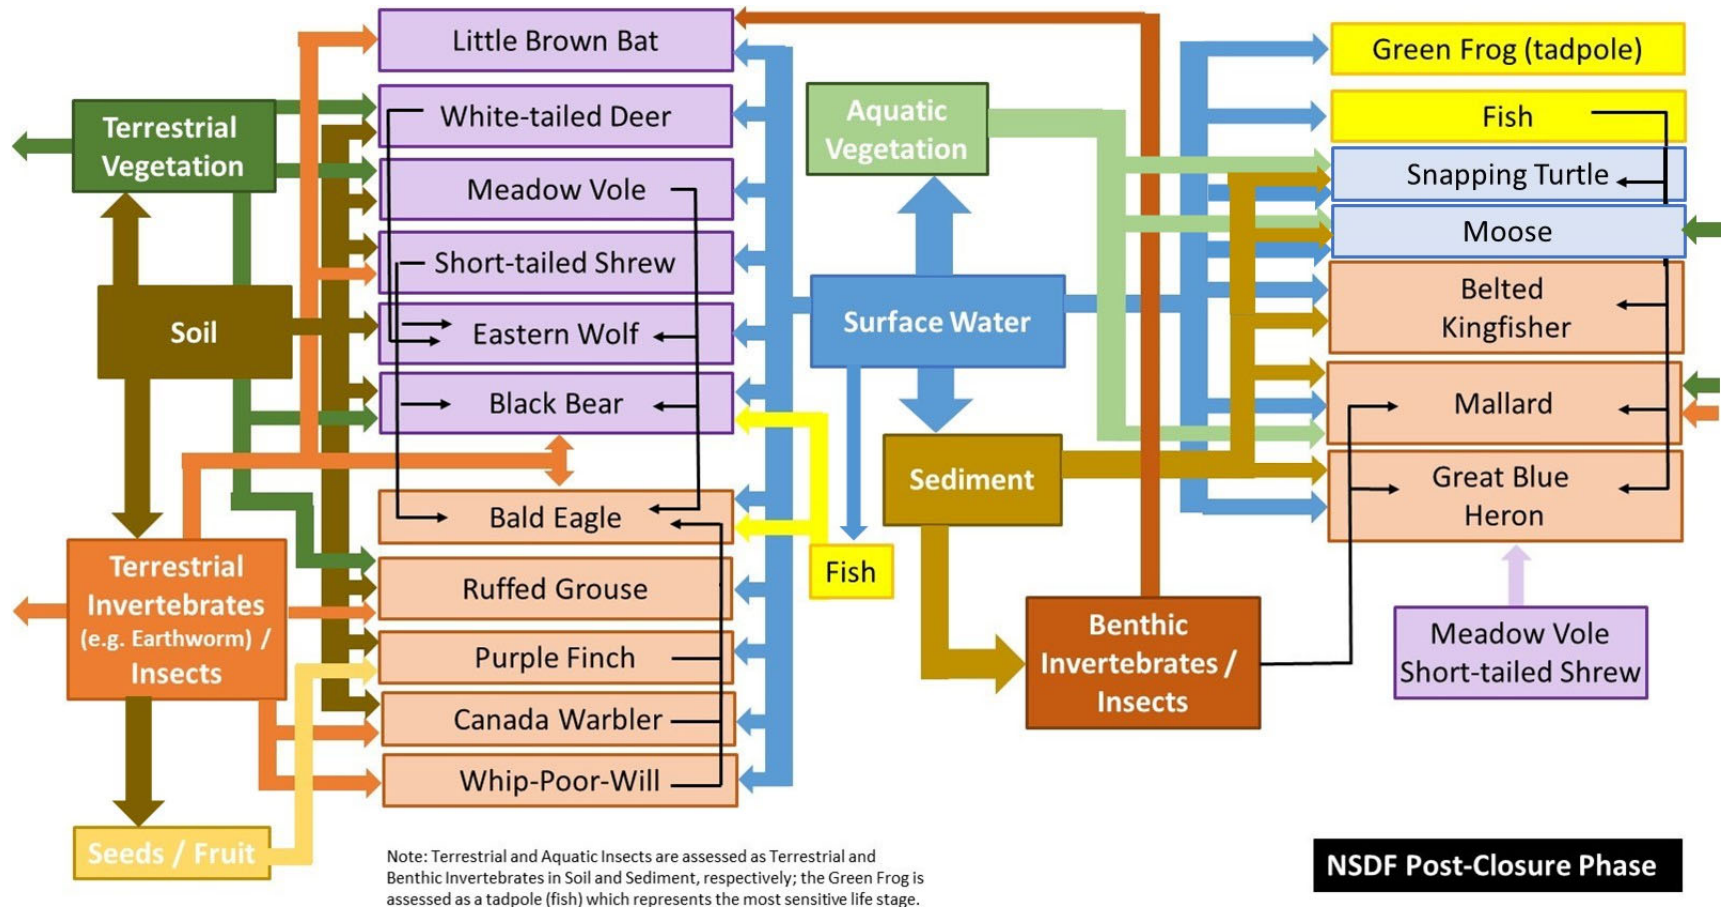 Little Brown Bat
White-tailed Deer
Meadow Vole
Short-tailed Shrew
Eastern Wolf
Black Bear
Bald Eagle
Ruffed Grouse
Purple Finch
Canada Warbler
Whip-Poor-Will
Terrestrial
Vegetation
Soil
Terrestrial
Invertebrates
(e.g. Earthworm) /
Insects
Seeds / Fruit
Aquatic
Vegetation
Surface Water
Sediment
Fish
Benthic
Invertebrates /
Insects
Green Frog (tadpole)
Fish
Snapping Turtle
Moose
Belted
Kingfisher
Mallard
Great Blue
Heron
Meadow Vole
Short-tailed Shrew
Note: Terrestrial and Aquatic Insects are assessed as Terrestrial and
Benthic Invertebrates in Soil and Sediment, respectively; the Green Frog is
assessed as a tadpole (fish) which represents the most sensitive life stage.
NSDF Post-Closure Phase